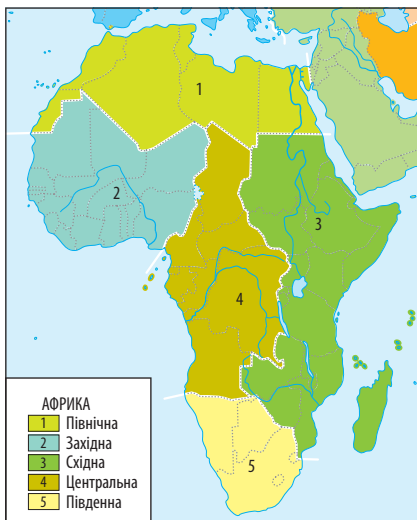 1
2
3
4
5
АФРИКА
1 Північна
2 Західна
3 Східна
4 Центральна
5 Південна